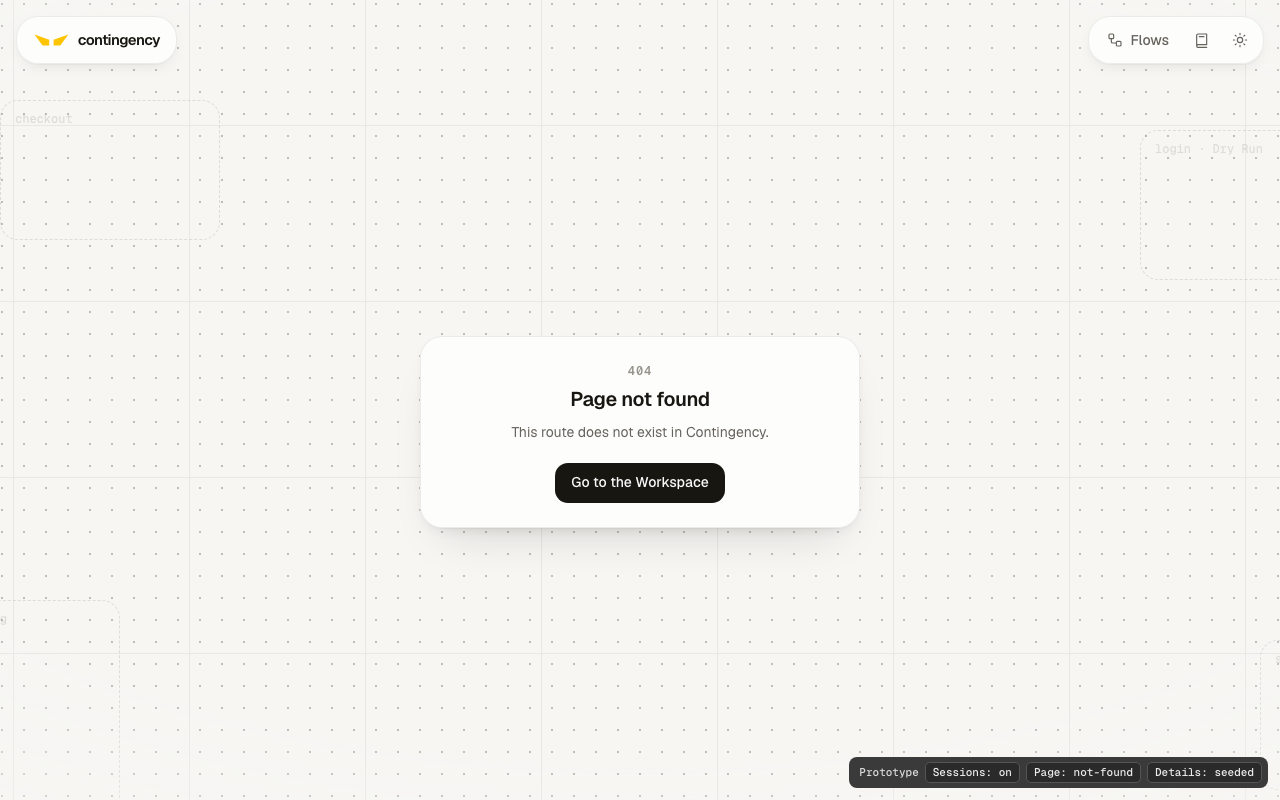 contingency
Flows
checkout
login · Dry Run
404
Page not found
This route does not exist in Contingency.
Go to the Workspace
Prototype
Sessions: on
Page: not-found
Details: seeded